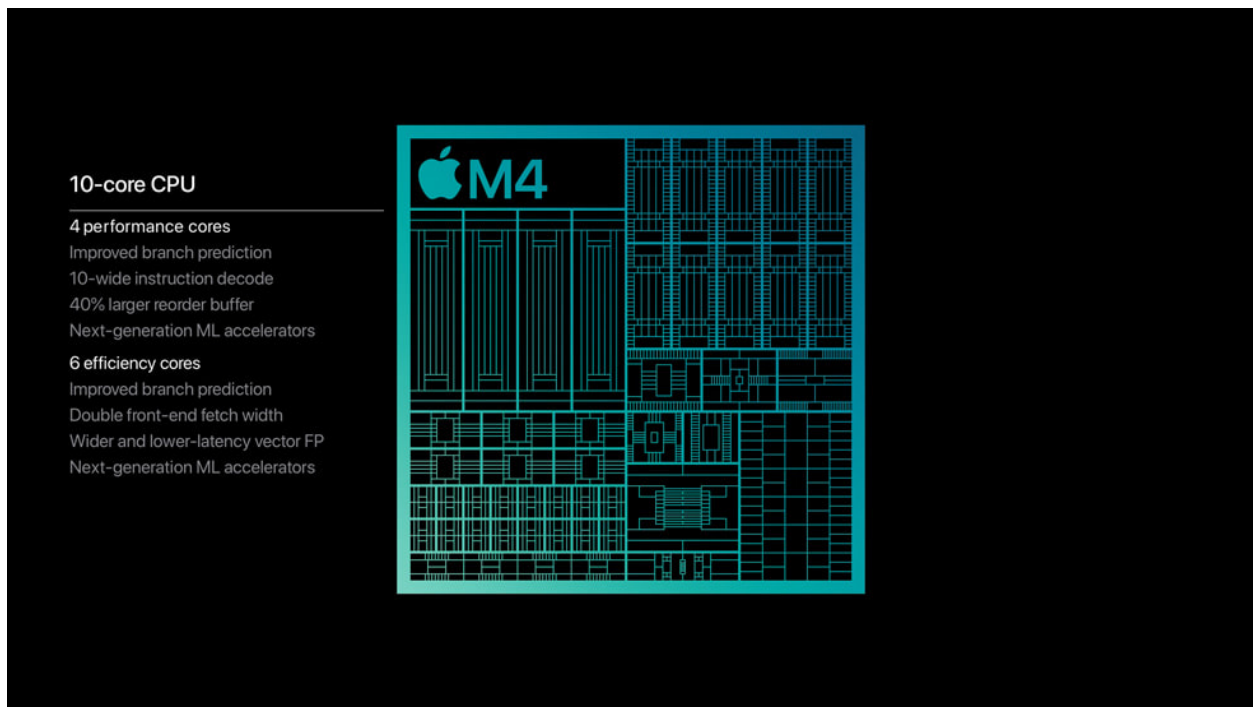 10-core CPU
4 performance cores
Improved branch prediction
10-wide instruction decode
40% larger reorder buffer
Next-generation ML accelerators
6 efficiency cores
Improved branch prediction
Double front-end fetch width
Wider and lower-latency vector FP
Next-generation ML accelerators
M4